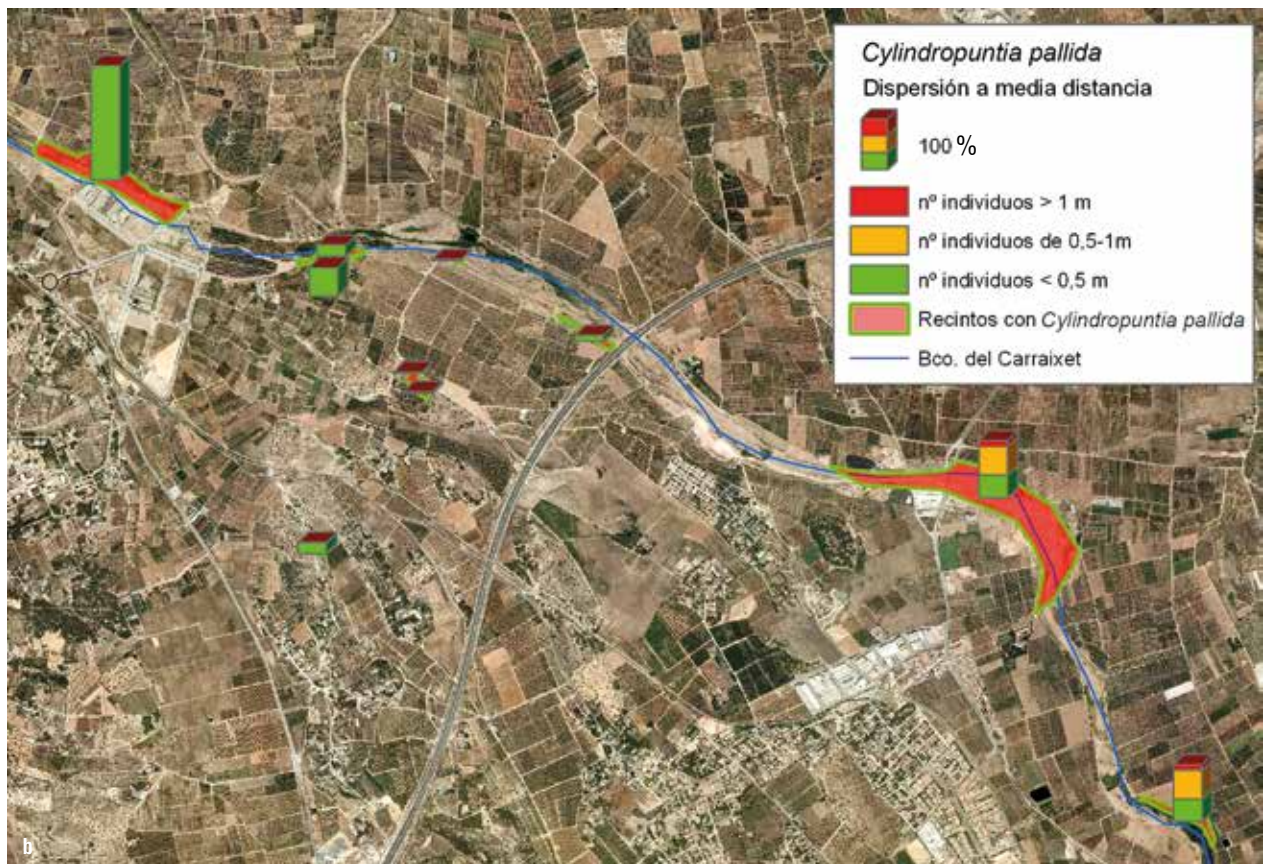 Cylindropuntia pallida
Dispersión a media distancia
100 %
nº individuos > 1 m
nº individuos de 0,5-1m
nº individuos < 0,5 m
Recintos con Cylindropuntia pallida
Bco. del Carraixet
b